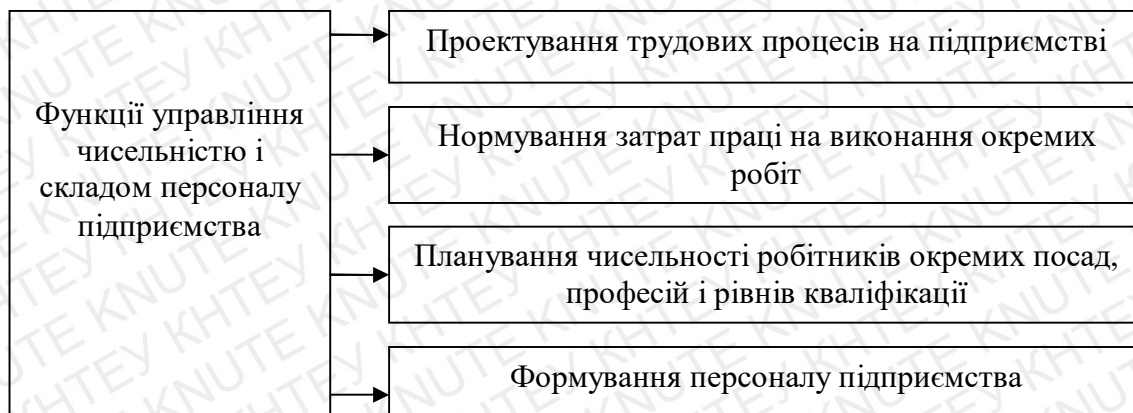 Функції управління
чисельністю і
складом персоналу
підприємства
Проектування трудових процесів на підприємстві
Нормування затрат праці на виконання окремих
робіт
Планування чисельності робітників окремих посад,
професій і рівнів кваліфікації
Формування персоналу підприємства